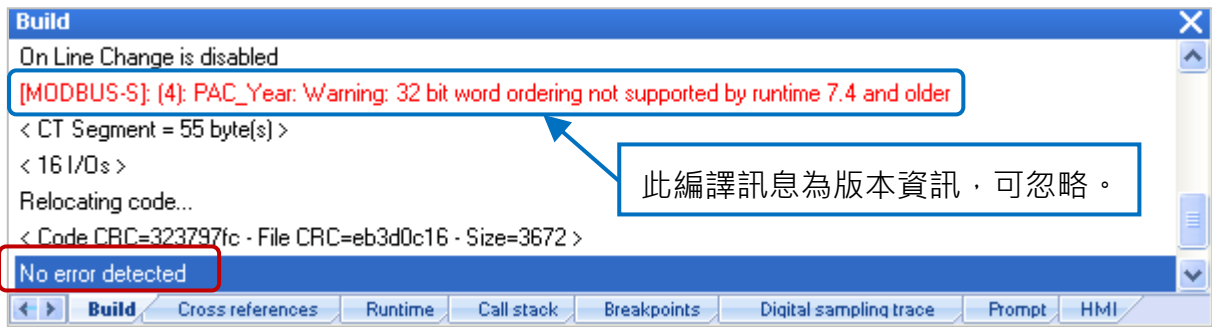 Build
On Line Change is disabled
[MODBUS-S]: (4): PAC_Year: Warning: 32 bit word ordering not supported by runtime 7.4 and older
< CT Segment = 55 byte(s) >
< 16 I/Os >
此編譯訊息為版本資訊，可忽略。
Relocating code...
< Code CRC=323797fc - File CRC=eb3d0c16 - Size=3672 >
No error detected
Build Cross references Runtime Call stack Breakpoints Digital sampling trace Prompt HMI